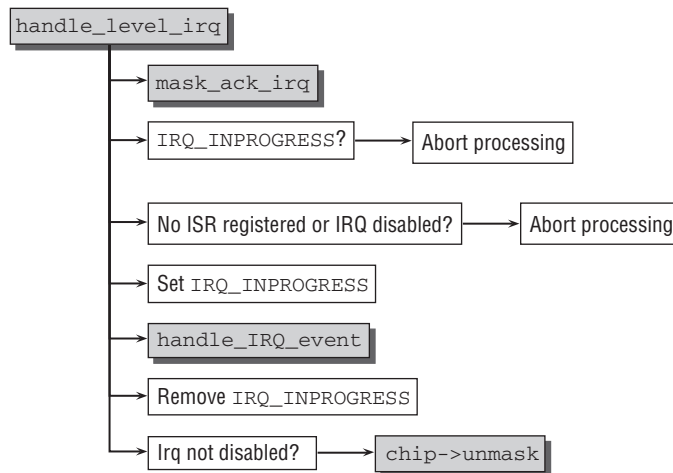 handle_level_irq
mask_ack_irq
IRQ_INPROGRESS?
Abort processing
No ISR registered or IRQ disabled?
Abort processing
Set IRQ_INPROGRESS
handle_IRQ_event
Remove IRQ_INPROGRESS
Irq not disabled?
chip->unmask